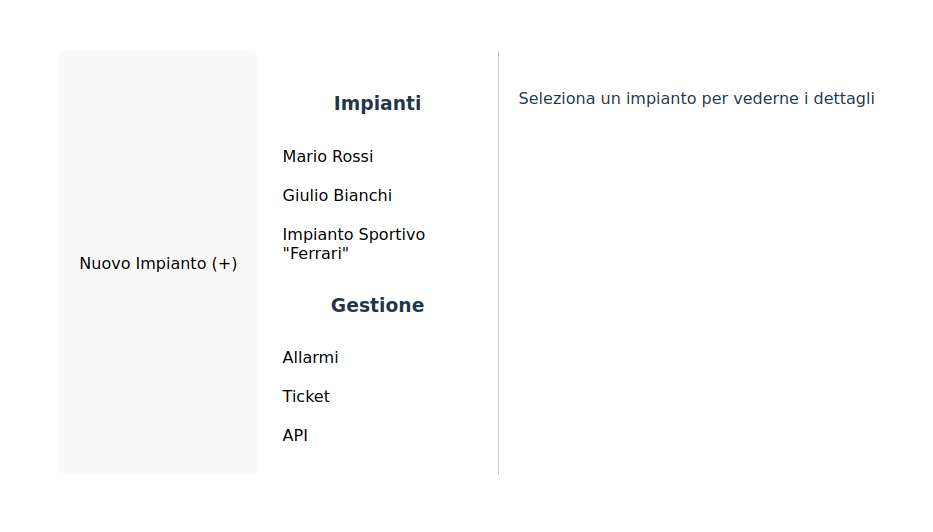 Nuovo Impianto (+)
Impianti
Mario Rossi
Giulio Bianchi
Impianto Sportivo
"Ferrari"
Gestione
Allarmi
Ticket
API
Seleziona un impianto per vederne i dettagli